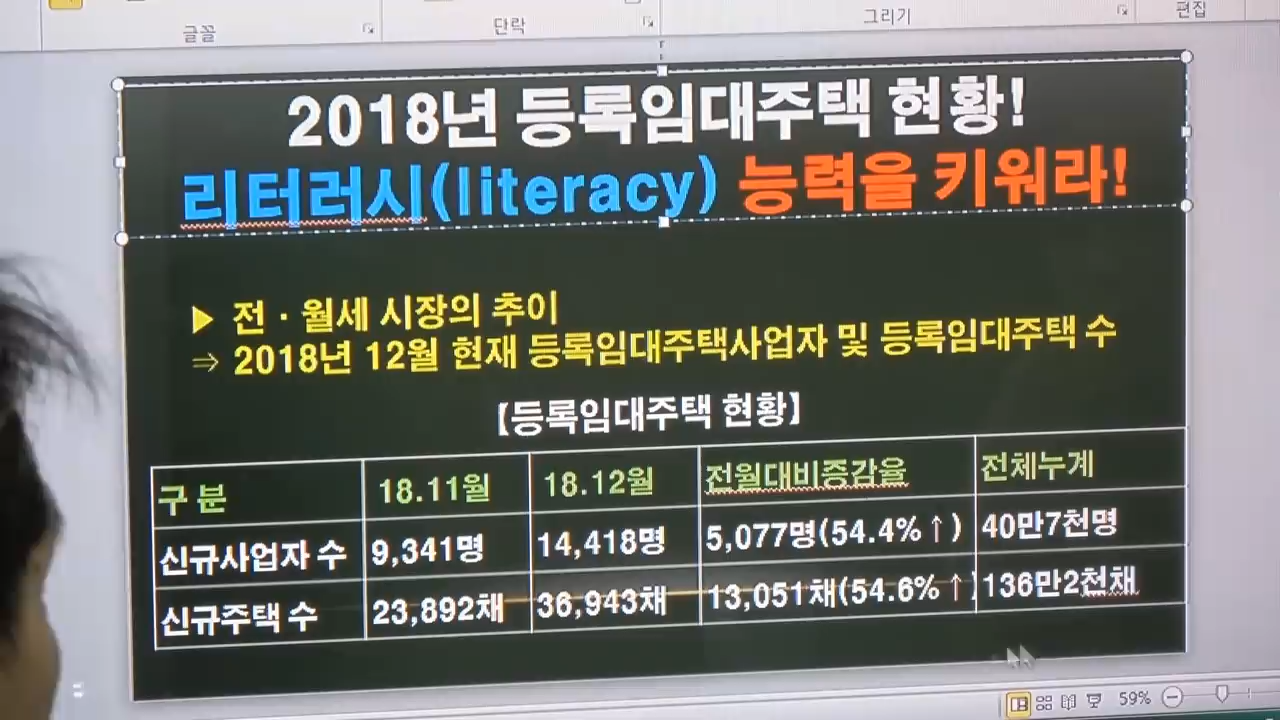 글꼴
단락
그리기
편집
2018년 등록임대주택 현황!
리터러시(literacy) 능력을 키워라!
▶ 전 · 월세 시장의 추이
⇒ 2018년 12월 현재 등록임대주택사업자 및 등록임대주택 수
【등록임대주택 현황】
구 분 18.11월 18.12월 전월대비증감율 전체누계
신규사업자 수 9,341명 14,418명 5,077명(54.4%↑) 40만7천명
신규주택 수 23,892채 36,943채 13,051채(54.6%↑) 136만2천채
59%